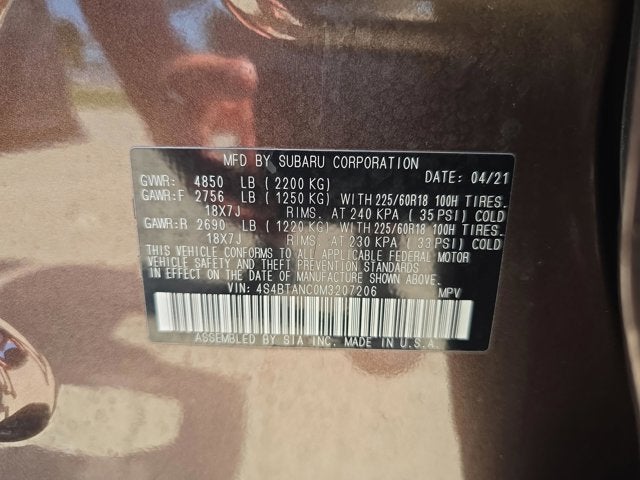 MFD BY SUBARU CORPORATION DATE: 04/21
GVWR: 4850 LB (2200 KG)
GAWR:F 2756 LB (1250 KG) WITH 225/60R18 100H TIRES.
18X7J RIMS. AT 240 KPA (35 PSI) COLD
GAWR:R 2690 LB (1220 KG) WITH 225/60R18 100H TIRES.
18X7J RIMS. AT 230 KPA (33 PSI) COLD
THIS VEHICLE CONFORMS TO ALL APPLICABLE FEDERAL MOTOR
VEHICLE SAFETY AND THEFT PREVENTION STANDARDS
IN EFFECT ON THE DATE OF MANUFACTURE SHOWN ABOVE.
VIN: 4S4BTANC0M3207206 MPV
ASSEMBLED BY SIA INC. MADE IN U.S.A.